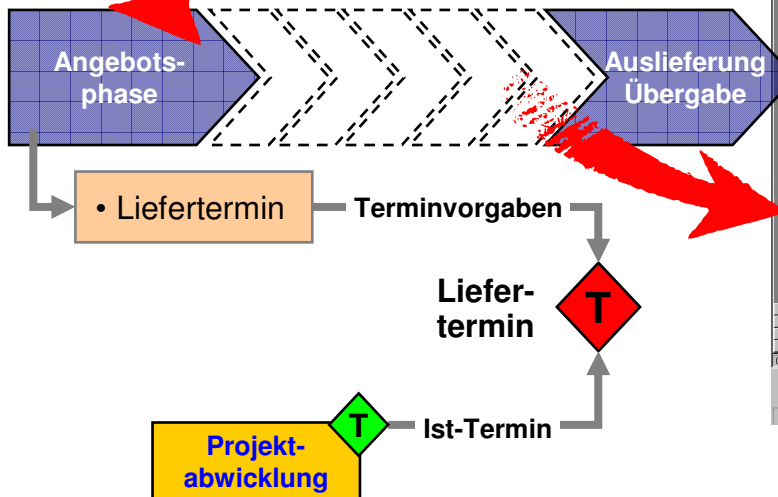 Angebots-
phase
Auslieferung
Übergabe
• Liefertermin
Terminvorgaben
Liefer-
termin
T
T
Ist-Termin
Projekt-
abwicklung